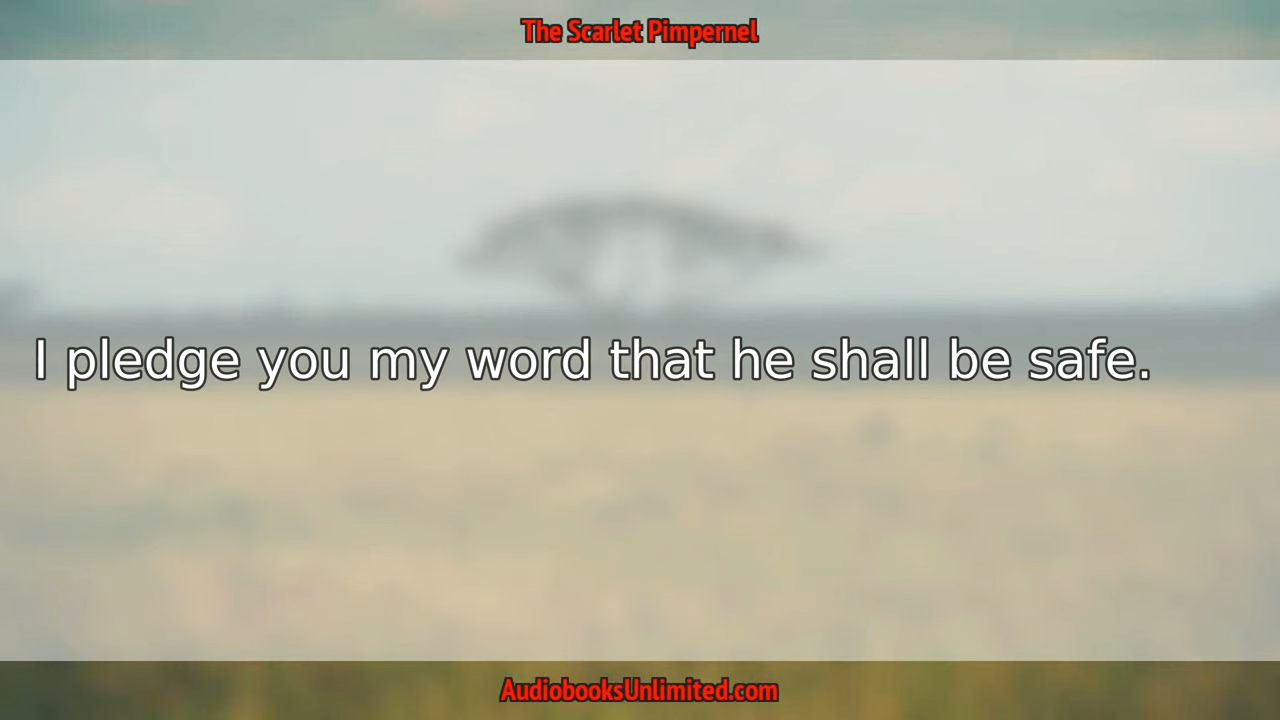 The Scarlet Pimpernel
I pledge you my word that he shall be safe.
AudiobooksUnlimited.com